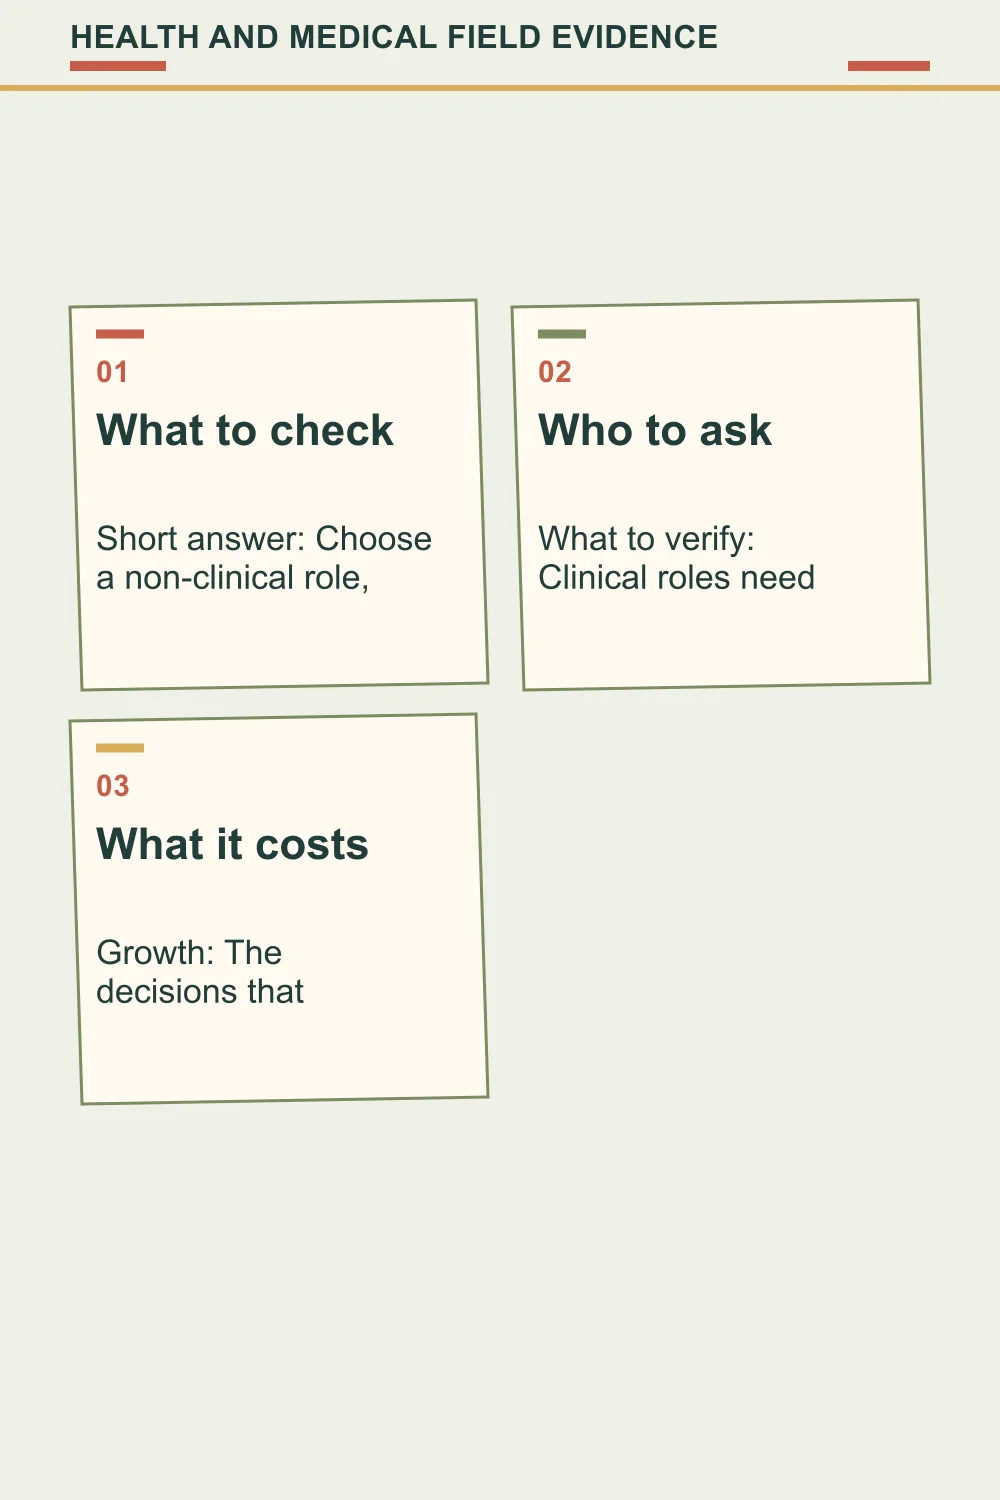 HEALTH AND MEDICAL FIELD EVIDENCE
01
What to check
Short answer: Choose
a non-clinical role,
02
Who to ask
What to verify:
Clinical roles need
03
What it costs
Growth: The
decisions that